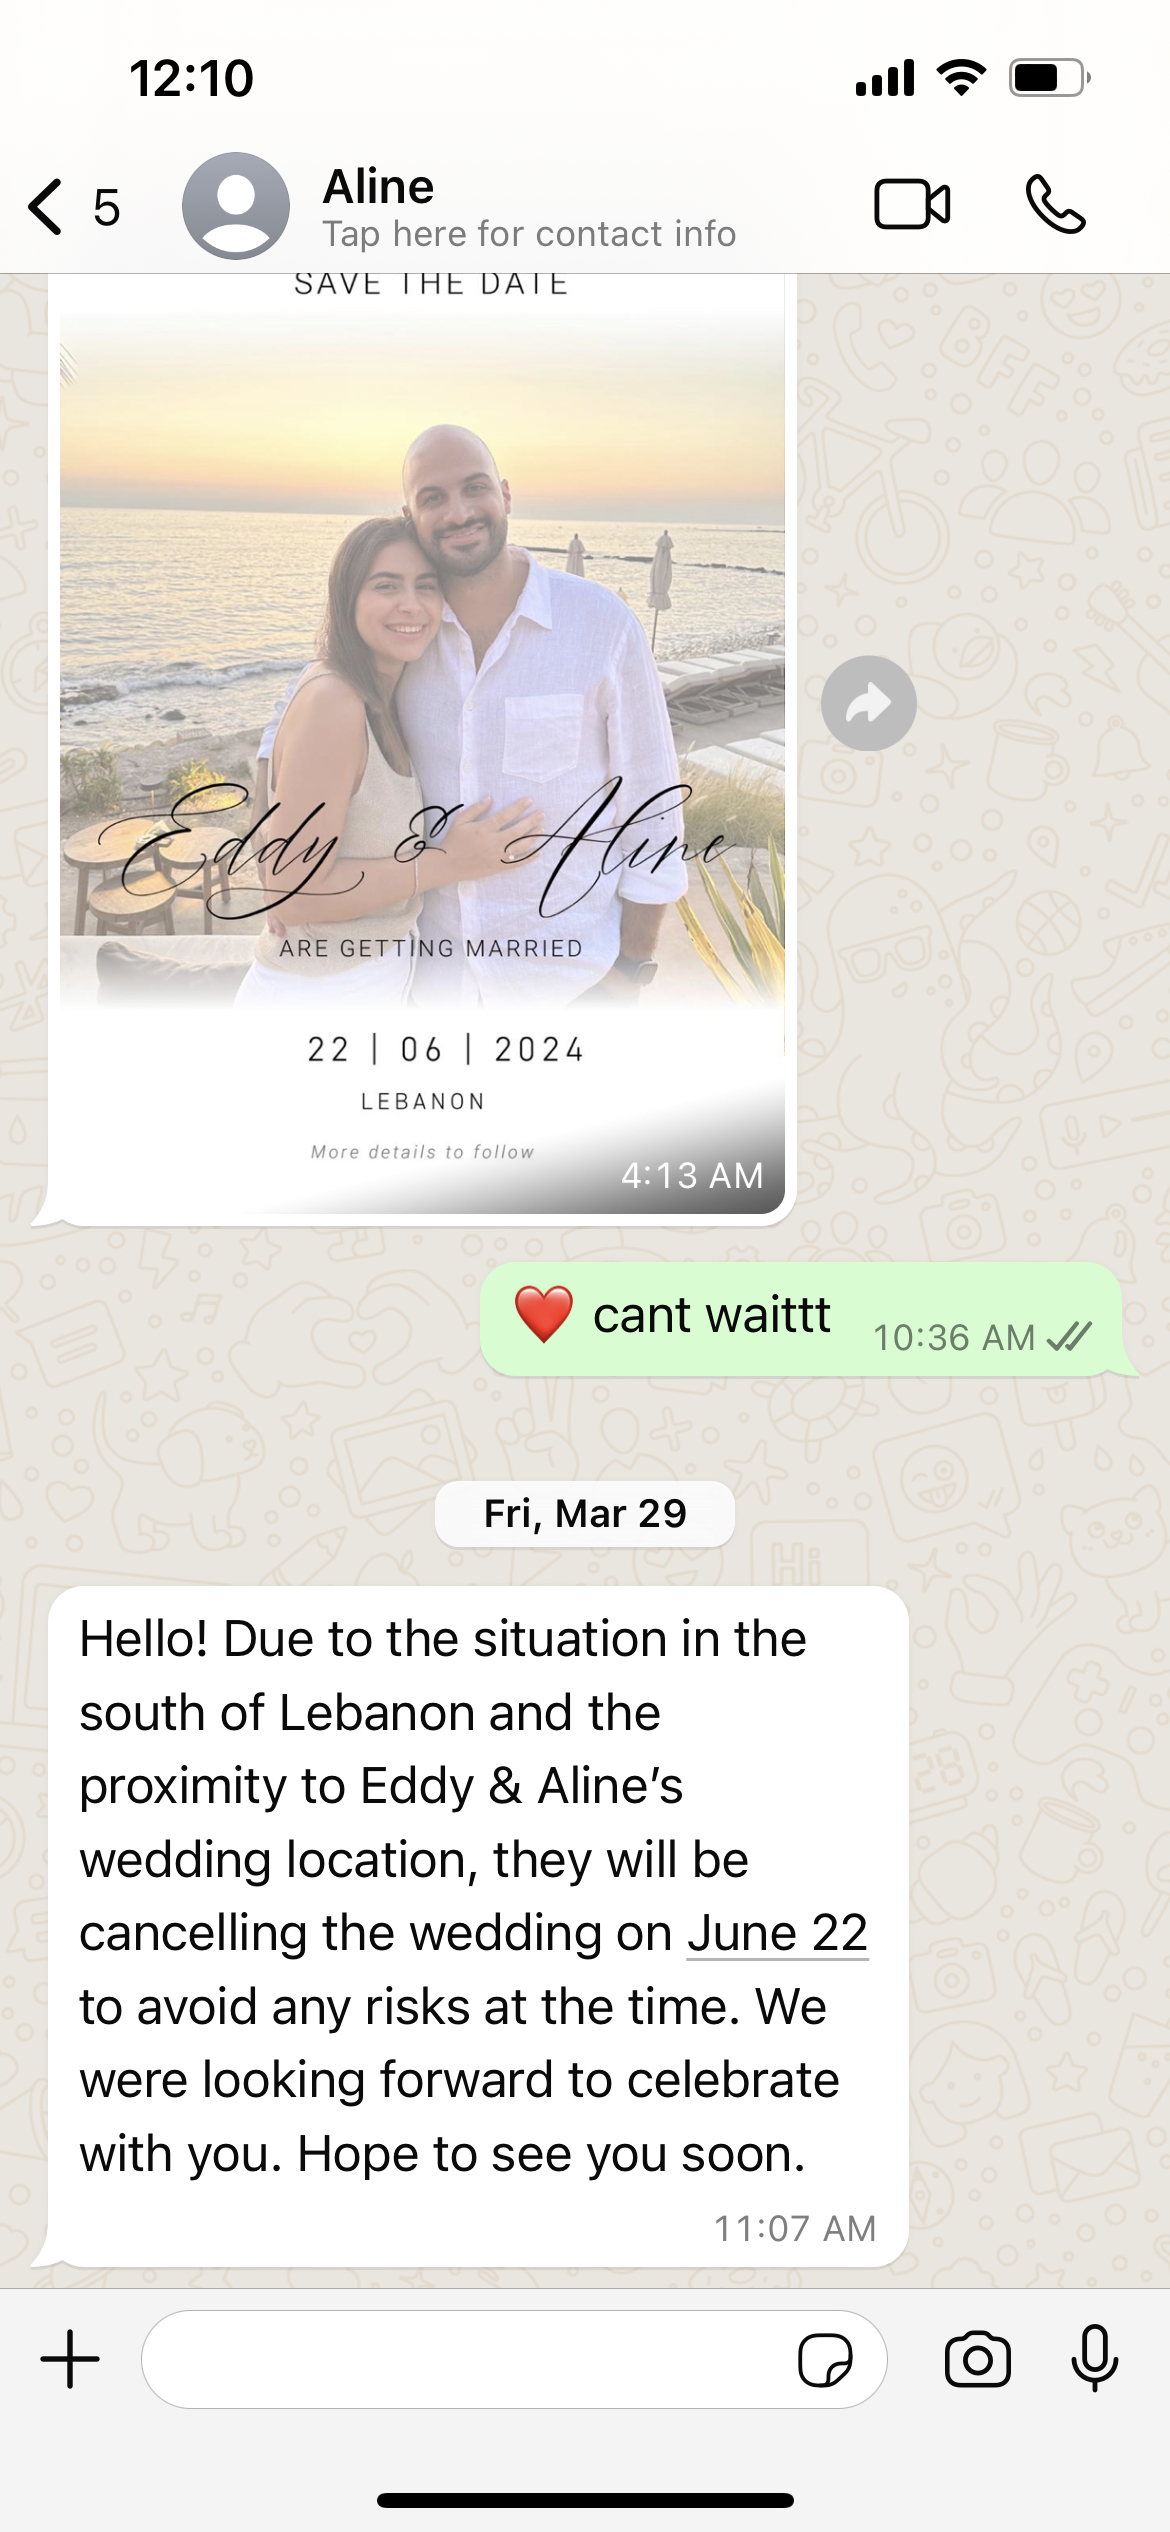 12:10
5
Aline
Tap here for contact info
SAVE THE DATE
Eddy & Aline
ARE GETTING MARRIED
22 | 06 | 2024
LEBANON
More details to follow
4:13 AM
❤️ cant waittt
10:36 AM
Fri, Mar 29
Hello! Due to the situation in the
south of Lebanon and the
proximity to Eddy & Aline’s
wedding location, they will be
cancelling the wedding on June 22
to avoid any risks at the time. We
were looking forward to celebrate
with you. Hope to see you soon.
11:07 AM